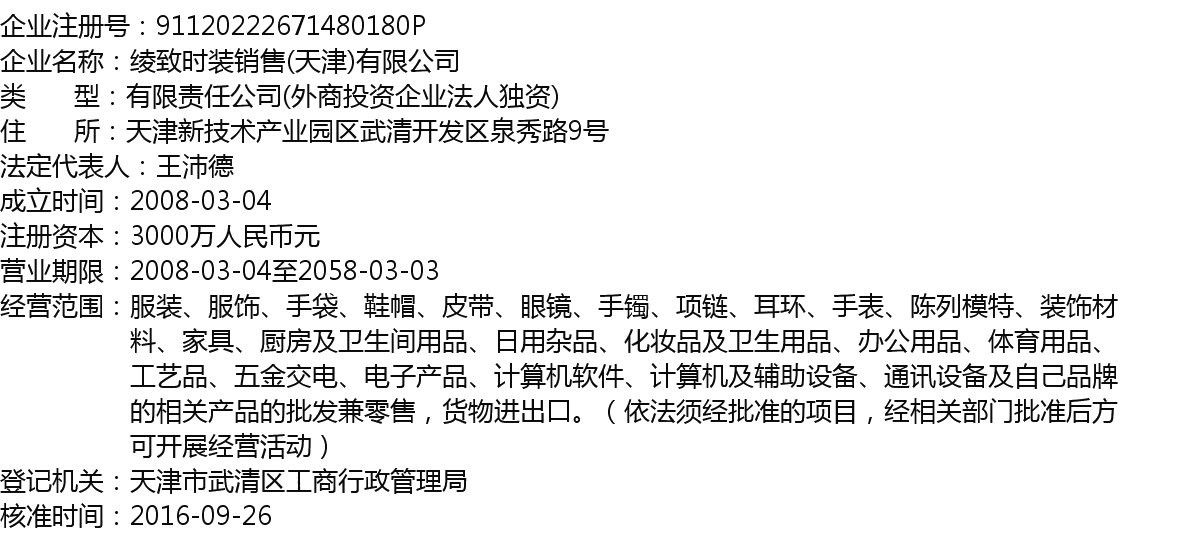 企业注册号：91120222671480180P
企业名称：绫致时装销售(天津)有限公司
类　　型：有限责任公司(外商投资企业法人独资)
住　　所：天津新技术产业园区武清开发区泉秀路9号
法定代表人：王沛德
成立时间：2008-03-04
注册资本：3000万人民币元
营业期限：2008-03-04至2058-03-03
经营范围：服装、服饰、手袋、鞋帽、皮带、眼镜、手镯、项链、耳环、手表、陈列模特、装饰材
料、家具、厨房及卫生间用品、日用杂品、化妆品及卫生用品、办公用品、体育用品、
工艺品、五金交电、电子产品、计算机软件、计算机及辅助设备、通讯设备及自己品牌
的相关产品的批发兼零售，货物进出口。（依法须经批准的项目，经相关部门批准后方
可开展经营活动）
登记机关：天津市武清区工商行政管理局
核准时间：2016-09-26